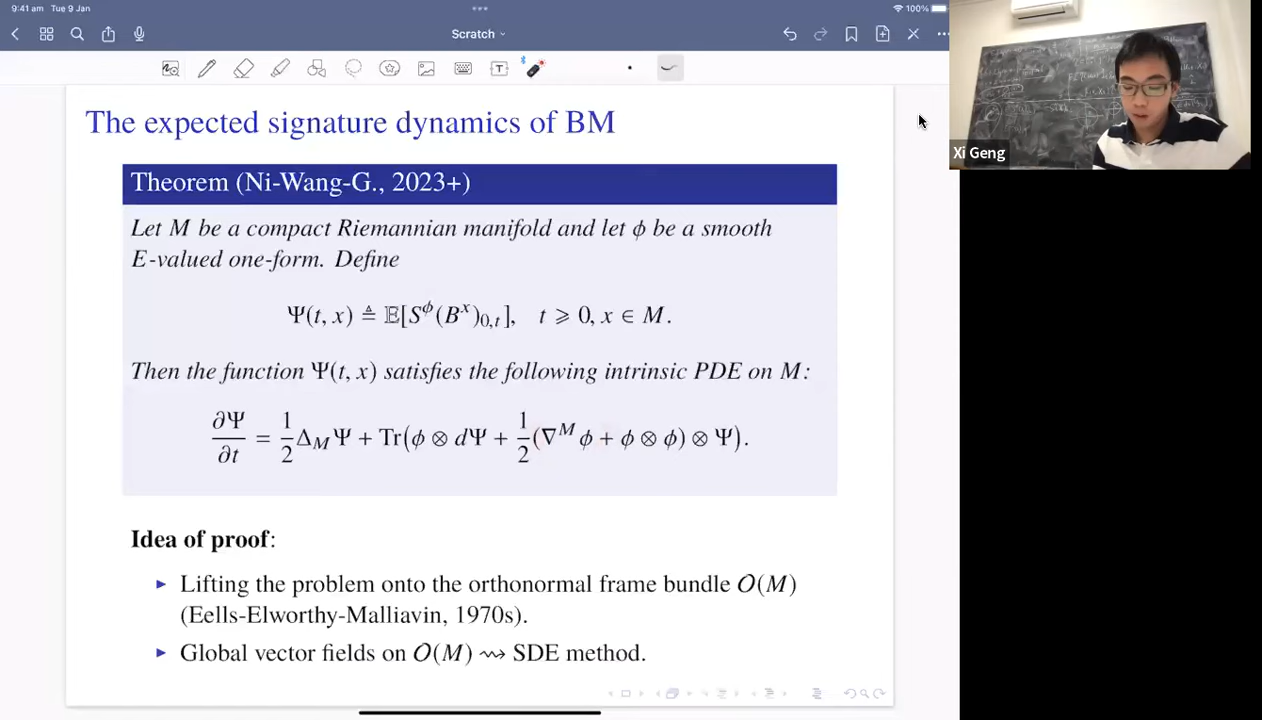 9:41 am Tue 9 Jan
100%
Scratch
The expected signature dynamics of BM
Theorem (Ni-Wang-G., 2023+)
Let M be a compact Riemannian manifold and let ϕ be a smooth
E-valued one-form. Define
Ψ(t, x) ≜ 𝔼[S^ϕ(B^x)_{0,t}], t ⩾ 0, x ∈ M.
Then the function Ψ(t, x) satisfies the following intrinsic PDE on M:
∂Ψ/∂t = 1/2 Δ_M Ψ + Tr(ϕ ⊗ dΨ + 1/2 (∇^M ϕ + ϕ ⊗ ϕ) ⊗ Ψ).
Idea of proof:
▶ Lifting the problem onto the orthonormal frame bundle O(M)
(Eells-Elworthy-Malliavin, 1970s).
▶ Global vector fields on O(M) ⇝ SDE method.
Xi Geng